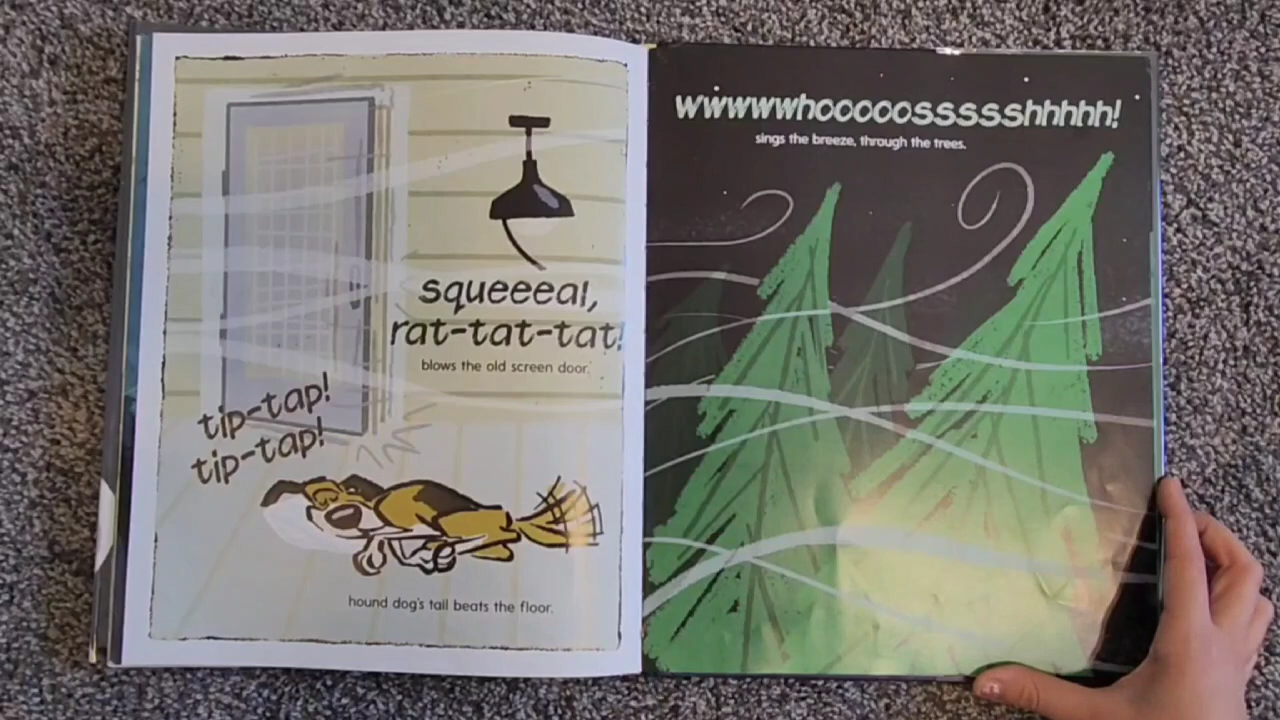 squeeeal,
rat-tat-tat!
blows the old screen door.
tip-tap!
tip-tap!
hound dog's tail beats the floor.
wwwwwhooooosssssshhhhh!
sings the breeze, through the trees.